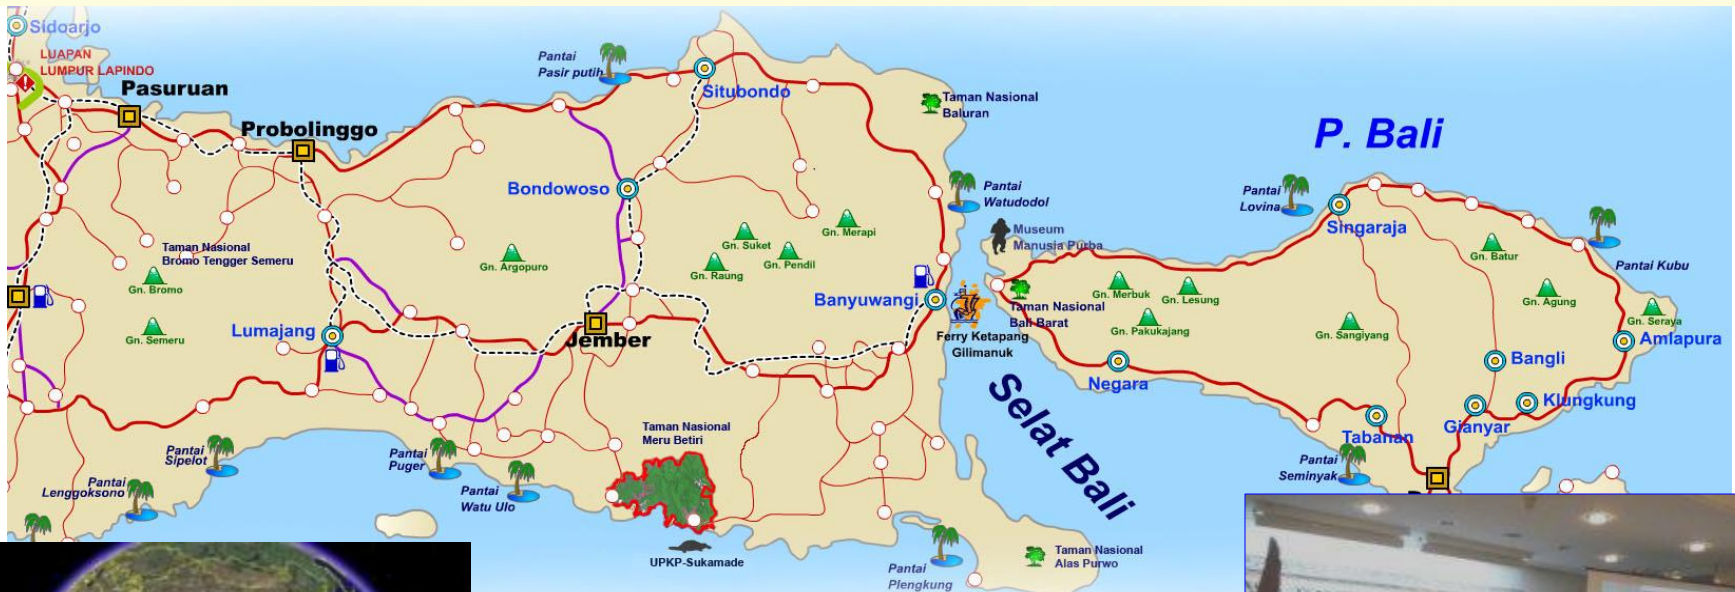 Sidoarjo
LUAPAN
LUMPUR LAPINDO
Pasuruan
Probolinggo
Pantai
Pasir putih
Situbondo
Taman Nasional
Baluran
P. Bali
Bondowoso
Pantai
Watudodol
Pantai
Lovina
Singaraja
Museum
Manusia Purba
Gn. Merapi
Gn. Suket
Gn. Pendil
Gn. Raung
Gn. Argopuro
Taman Nasional
Bromo Tengger Semeru
Gn. Bromo
Gn. Batur
Pantai Kubu
Gn. Merbuk
Gn. Lesung
Gn. Agung
Banyuwangi
Taman Nasional
Bali Barat
Gn. Pakukajang
Gn. Sangiyang
Gn. Seraya
Gn. Semeru
Lumajang
Jember
Ferry Ketapang
Gilimanuk
Amlapura
Bangli
Negara
Selat Bali
Klungkung
Gianyar
Tabanan
Taman Nasional
Meru Betiri
Pantai
Sipelot
Pantai
Puger
Pantai
Seminyak
Pantai
Lenggoksono
Pantai
Watu Ulo
UPKP-Sukamade
Taman Nasional
Alas Purwo
Pantai
Plengkung